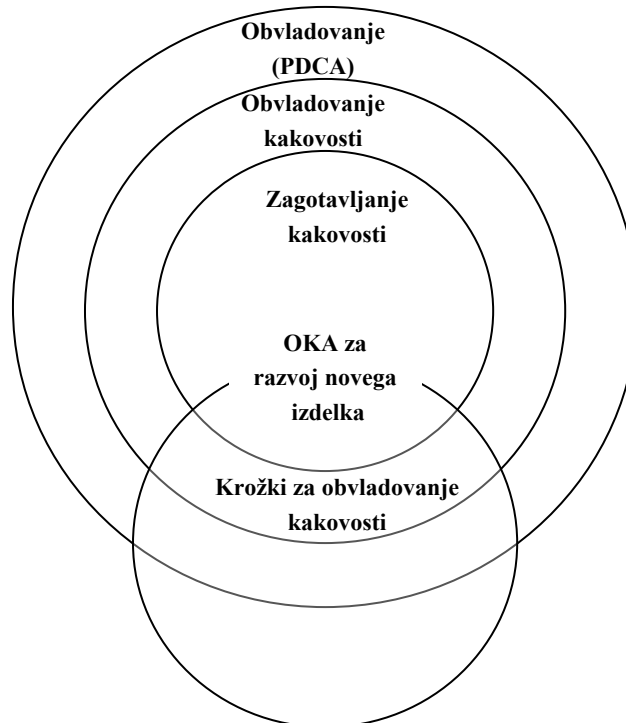 Obvladovanje
(PDCA)
Obvladovanje
kakovosti
Zagotavljanje
kakovosti
OKA za
razvoj novega
izdelka
Krožki za obvladovanje
kakovosti